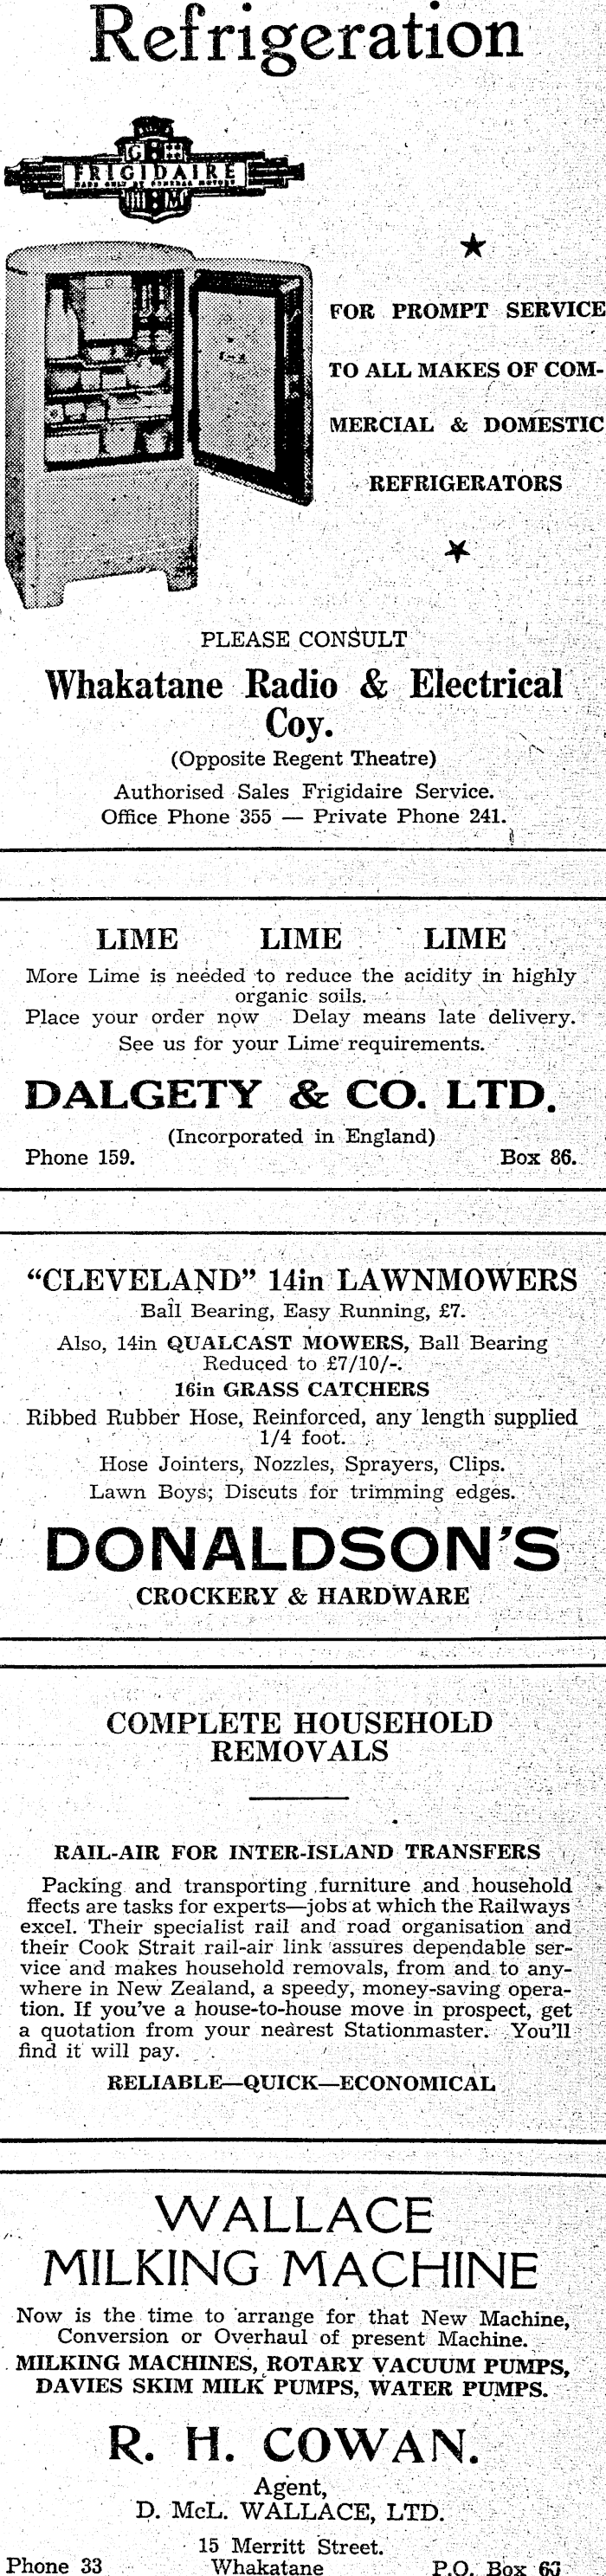 Refrigeration
G
FRIGIDAIRE
MADE ONLY BY GENERAL MOTORS
M
FOR PROMPT SERVICE
TO ALL MAKES OF COM-
MERCIAL & DOMESTIC
REFRIGERATORS
PLEASE CONSULT
Whakatane Radio & Electrical
Coy.
(Opposite Regent Theatre)
Authorised Sales Frigidaire Service.
Office Phone 355 — Private Phone 241.
LIME LIME LIME
More Lime is needed to reduce the acidity in highly
organic soils.
Place your order now Delay means late delivery.
See us for your Lime requirements.
DALGETY & CO. LTD.
(Incorporated in England)
Phone 159. Box 86.
"CLEVELAND" 14in LAWNMOWERS
Ball Bearing, Easy Running, £7.
Also, 14in QUALCAST MOWERS, Ball Bearing
Reduced to £7/10/-.
16in GRASS CATCHERS
Ribbed Rubber Hose, Reinforced, any length supplied
1/4 foot.
Hose Jointers, Nozzles, Sprayers, Clips.
Lawn Boys; Discuts for trimming edges.
DONALDSON'S
CROCKERY & HARDWARE
COMPLETE HOUSEHOLD
REMOVALS
RAIL-AIR FOR INTER-ISLAND TRANSFERS
Packing and transporting furniture and household
ffects are tasks for experts—jobs at which the Railways
excel. Their specialist rail and road organisation and
their Cook Strait rail-air link assures dependable ser-
vice and makes household removals, from and to any-
where in New Zealand, a speedy, money-saving opera-
tion. If you've a house-to-house move in prospect, get
a quotation from your nearest Stationmaster. You'll
find it will pay.
RELIABLE—QUICK—ECONOMICAL
WALLACE
MILKING MACHINE
Now is the time to arrange for that New Machine,
Conversion or Overhaul of present Machine.
MILKING MACHINES, ROTARY VACUUM PUMPS,
DAVIES SKIM MILK PUMPS, WATER PUMPS.
R. H. COWAN.
Agent,
D. McL. WALLACE, LTD.
15 Merritt Street.
Phone 33 Whakatane P.O. Box